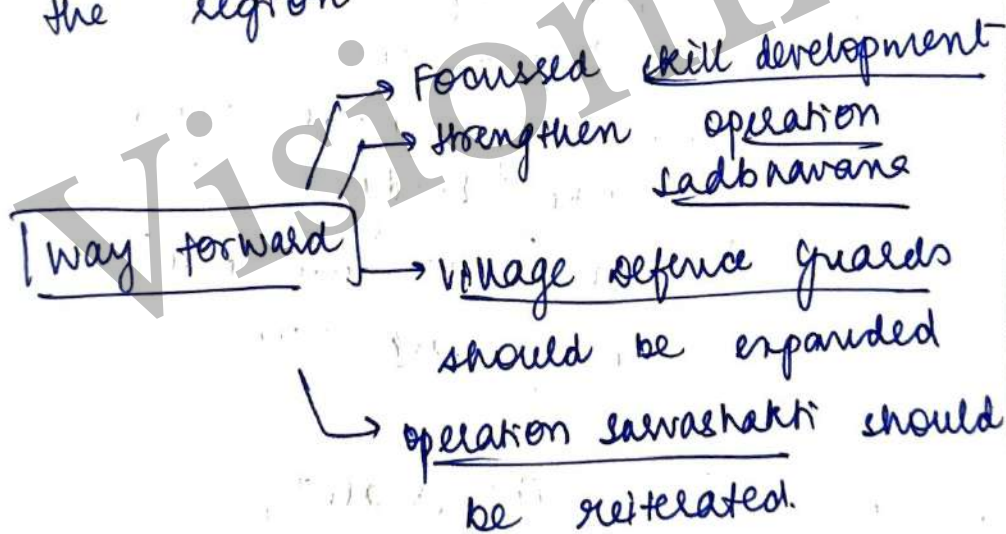 the region
→ Focussed skill development
→ strengthen operation
sadbhavana
Way forward
→ Village Defence Guards
should be expanded
→ operation sarvashakti should
be reiterated.
Vision